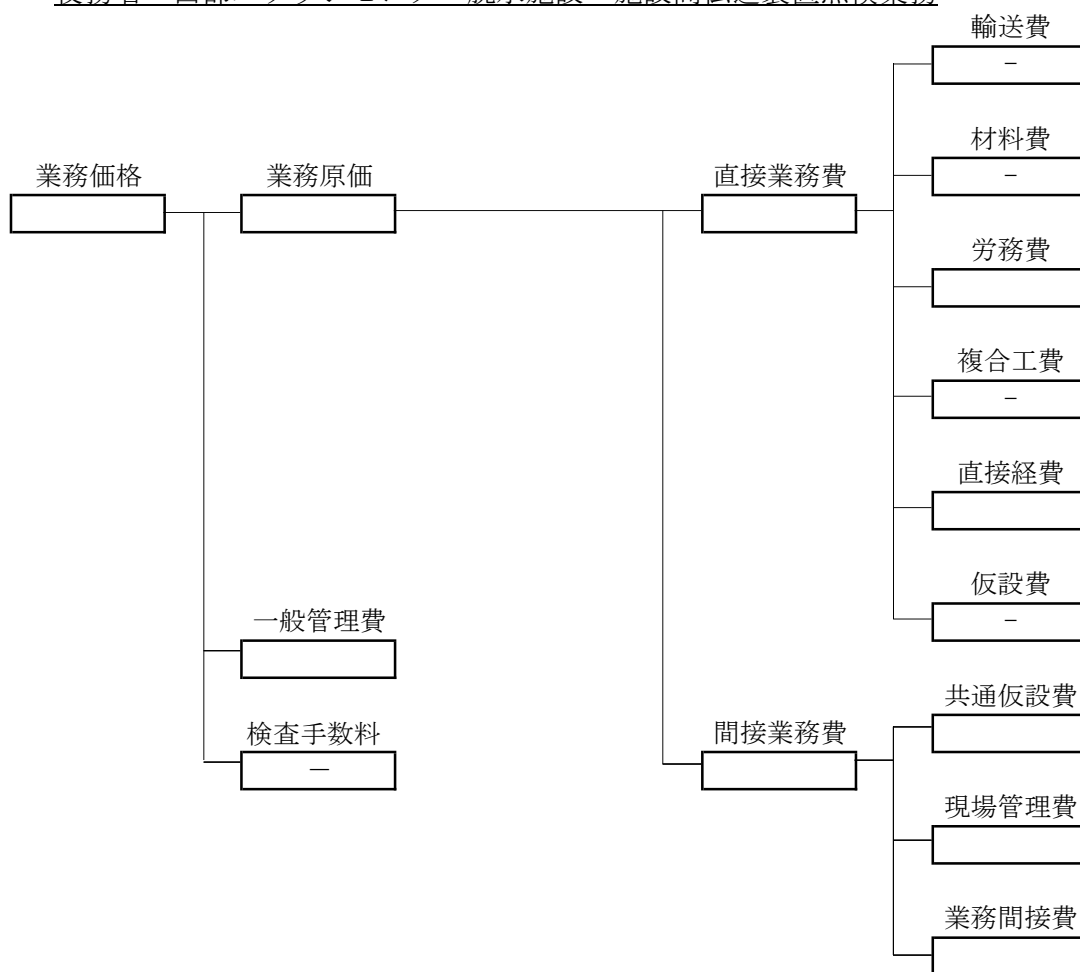 輸送費
－
材料費
－
業務価格
業務原価
直接業務費
労務費
複合工費
－
直接経費
仮設費
－
一般管理費
共通仮設費
検査手数料
－
間接業務費
現場管理費
業務間接費